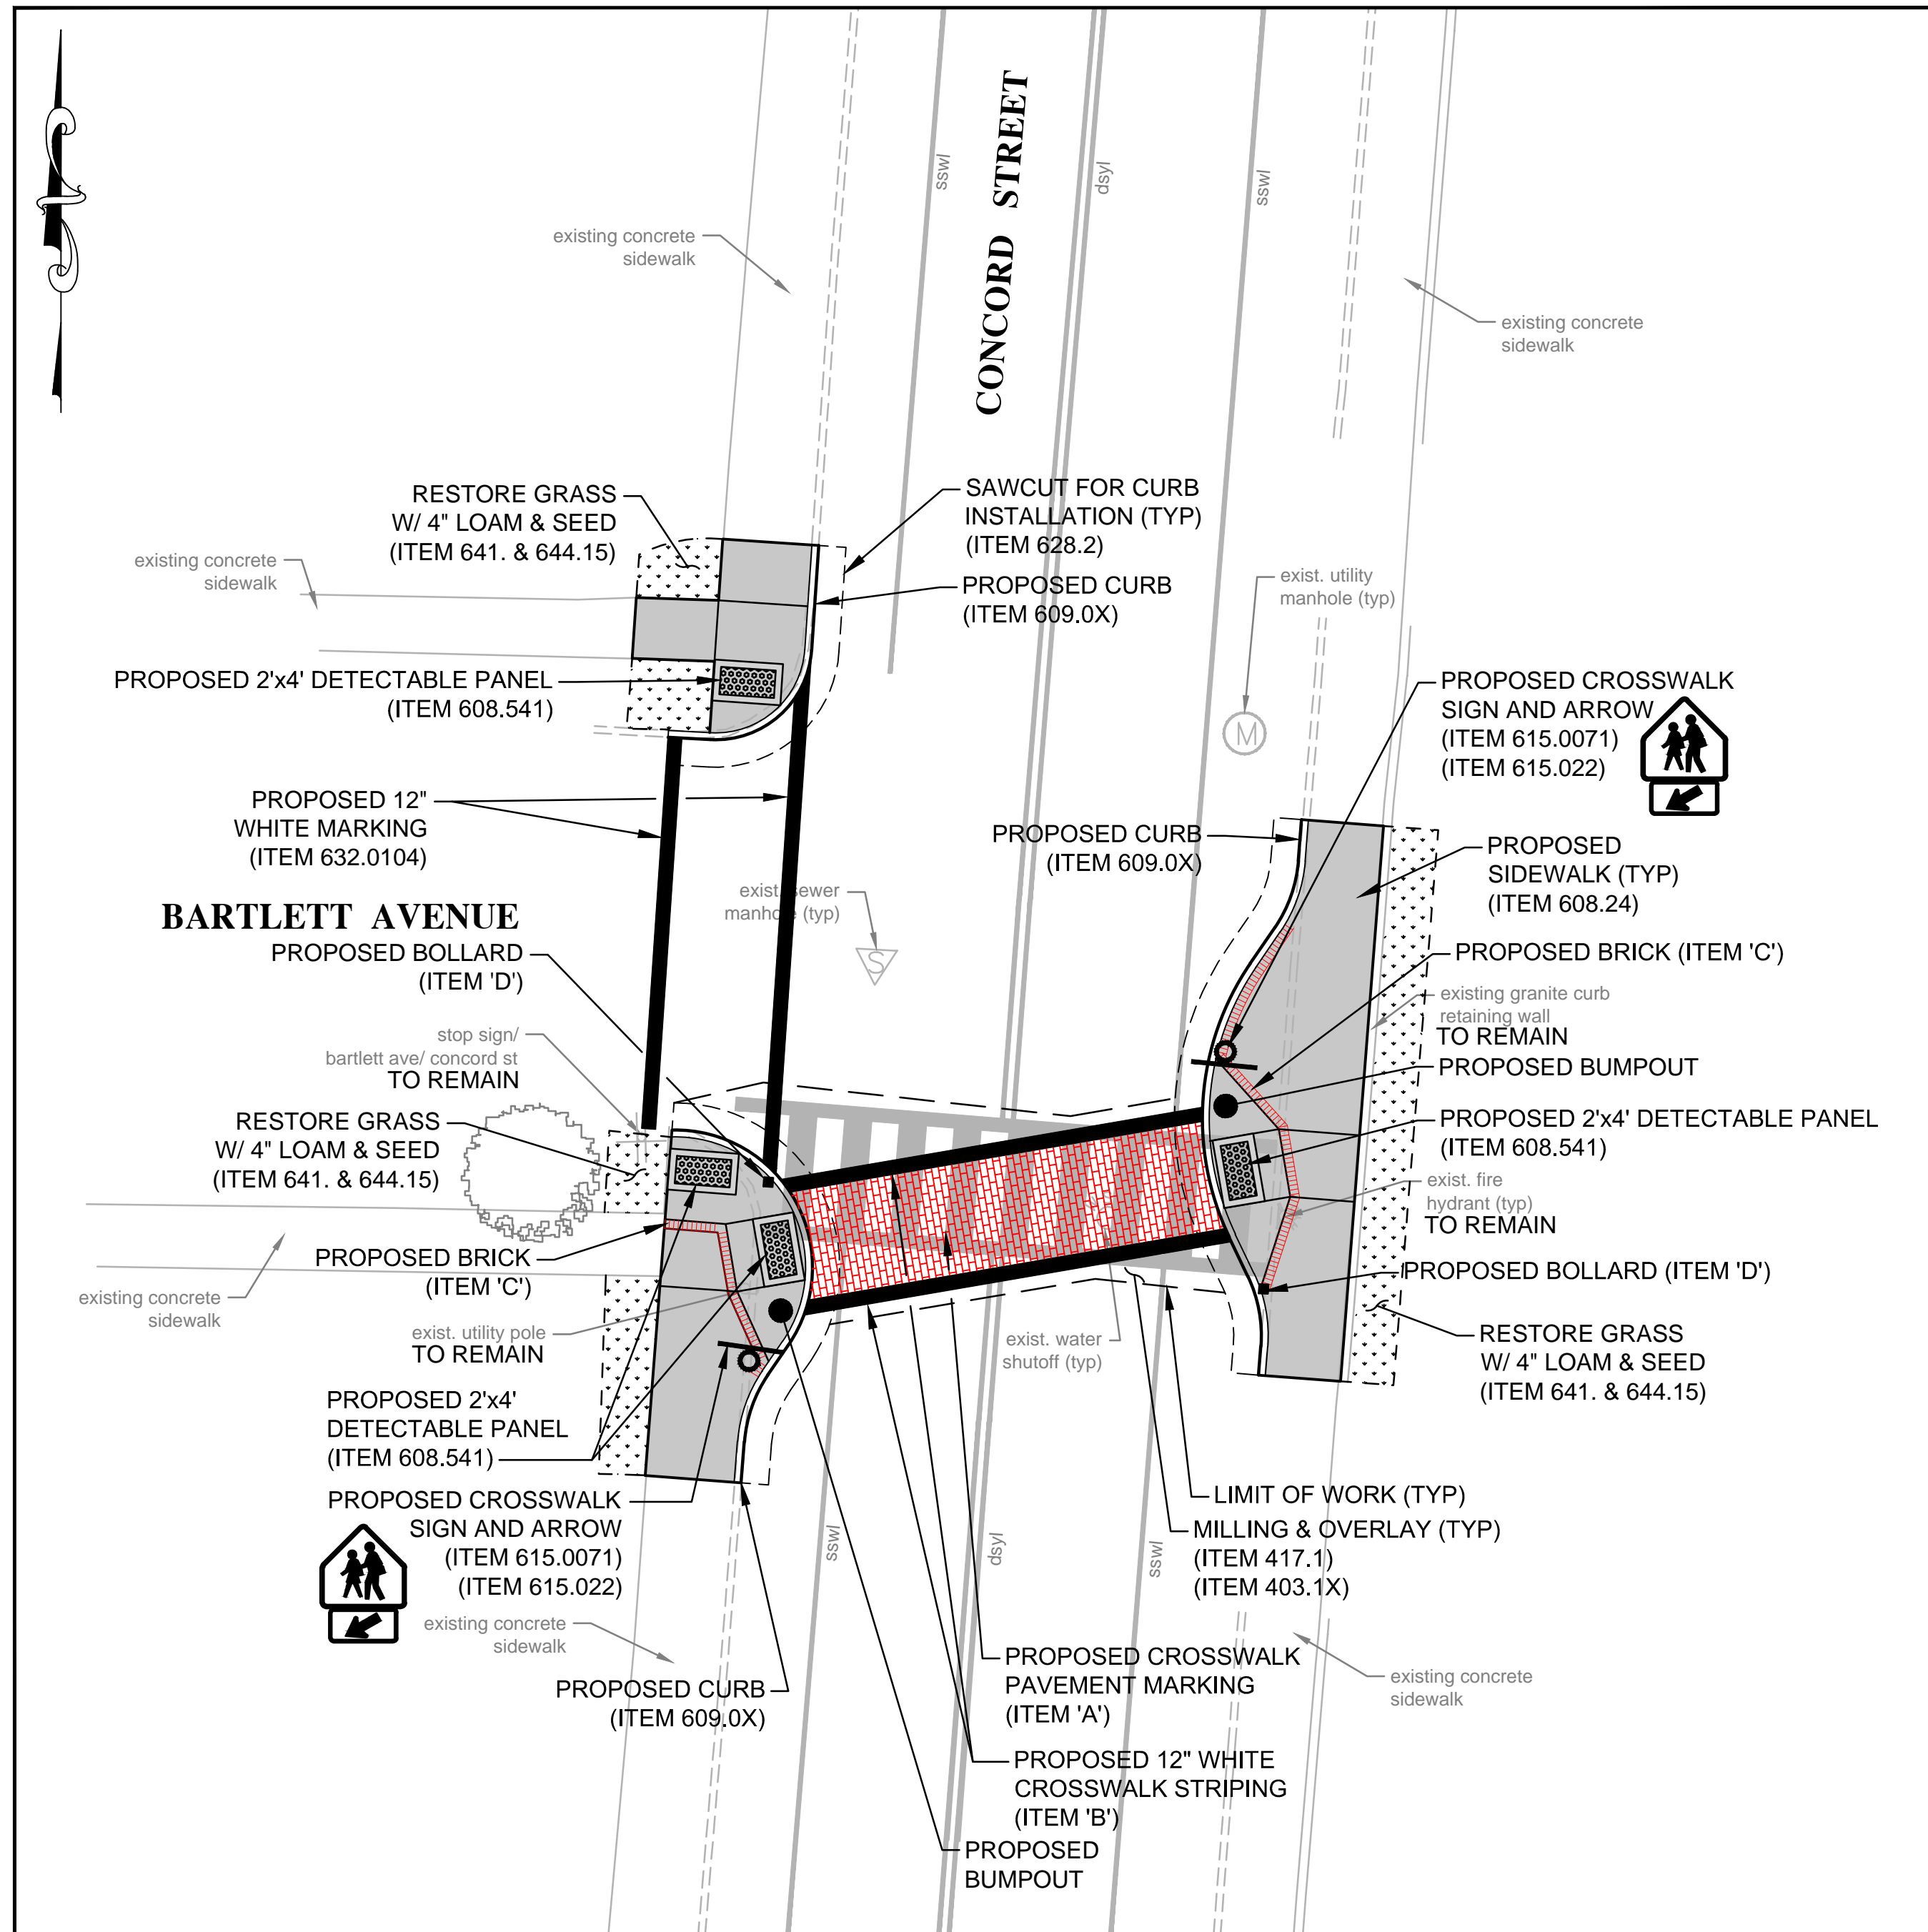 CONCORD STREET
sswl
dsyl
sswl
existing concrete
sidewalk
existing concrete
sidewalk
RESTORE GRASS
W/ 4" LOAM & SEED
(ITEM 641. & 644.15)
SAWCUT FOR CURB
INSTALLATION (TYP)
(ITEM 628.2)
existing concrete
sidewalk
PROPOSED CURB
(ITEM 609.0X)
exist. utility
manhole (typ)
M
PROPOSED 2'x4' DETECTABLE PANEL
(ITEM 608.541)
PROPOSED CROSSWALK
SIGN AND ARROW
(ITEM 615.0071)
(ITEM 615.022)
PROPOSED 12"
WHITE MARKING
(ITEM 632.0104)
PROPOSED CURB
(ITEM 609.0X)
PROPOSED
SIDEWALK (TYP)
(ITEM 608.24)
exist. sewer
manhole (typ)
S
BARTLETT AVENUE
PROPOSED BOLLARD
(ITEM 'D')
PROPOSED BRICK (ITEM 'C')
existing granite curb
retaining wall
TO REMAIN
stop sign/
bartlett ave/ concord st
TO REMAIN
PROPOSED BUMPOUT
RESTORE GRASS
W/ 4" LOAM & SEED
(ITEM 641. & 644.15)
PROPOSED 2'x4' DETECTABLE PANEL
(ITEM 608.541)
exist. fire
hydrant (typ)
TO REMAIN
PROPOSED BRICK
(ITEM 'C')
PROPOSED BOLLARD (ITEM 'D')
existing concrete
sidewalk
exist. utility pole
TO REMAIN
exist. water
shutoff (typ)
RESTORE GRASS
W/ 4" LOAM & SEED
(ITEM 641. & 644.15)
PROPOSED 2'x4'
DETECTABLE PANEL
(ITEM 608.541)
PROPOSED CROSSWALK
SIGN AND ARROW
(ITEM 615.0071)
(ITEM 615.022)
LIMIT OF WORK (TYP)
MILLING & OVERLAY (TYP)
(ITEM 417.1)
(ITEM 403.1X)
sswl
dsyl
sswl
existing concrete
sidewalk
PROPOSED CURB
(ITEM 609.0X)
PROPOSED CROSSWALK
PAVEMENT MARKING
(ITEM 'A')
existing concrete
sidewalk
PROPOSED 12" WHITE
CROSSWALK STRIPING
(ITEM 'B')
PROPOSED
BUMPOUT